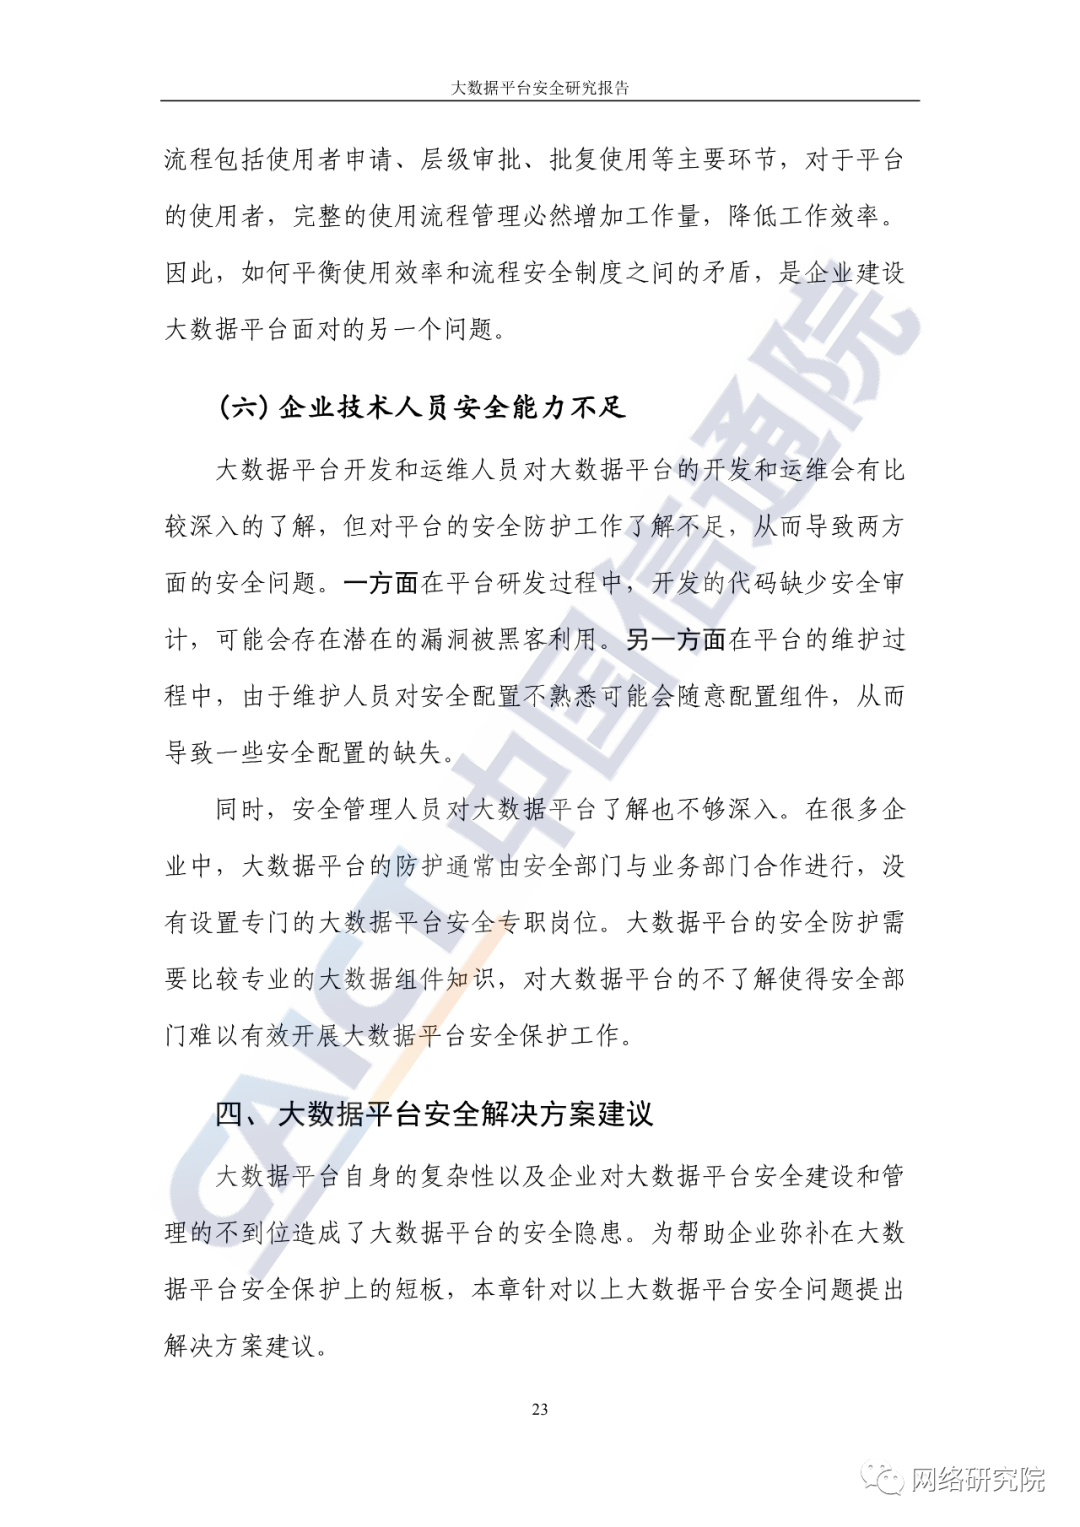 大数据平台安全研究报告
流程包括使用者申请、层级审批、批复使用等主要环节，对于平台
的使用者，完整的使用流程管理必然增加工作量，降低工作效率。
因此，如何平衡使用效率和流程安全制度之间的矛盾，是企业建设
大数据平台面对的另一个问题。
(六)企业技术人员安全能力不足
大数据平台开发和运维人员对大数据平台的开发和运维会有比
较深入的了解，但对平台的安全防护工作了解不足，从而导致两方
面的安全问题。一方面在平台研发过程中，开发的代码缺少安全审
计，可能会存在潜在的漏洞被黑客利用。另一方面在平台的维护过
程中，由于维护人员对安全配置不熟悉可能会随意配置组件，从而
导致一些安全配置的缺失。
同时，安全管理人员对大数据平台了解也不够深入。在很多企
业中，大数据平台的防护通常由安全部门与业务部门合作进行，没
有设置专门的大数据平台安全专职岗位。大数据平台的安全防护需
要比较专业的大数据组件知识，对大数据平台的不了解使得安全部
门难以有效开展大数据平台安全保护工作。
四、大数据平台安全解决方案建议
大数据平台自身的复杂性以及企业对大数据平台安全建设和管
理的不到位造成了大数据平台的安全隐患。为帮助企业弥补在大数
据平台安全保护上的短板，本章针对以上大数据平台安全问题提出
解决方案建议。
CAICT 中国信通院
23
网络研究院